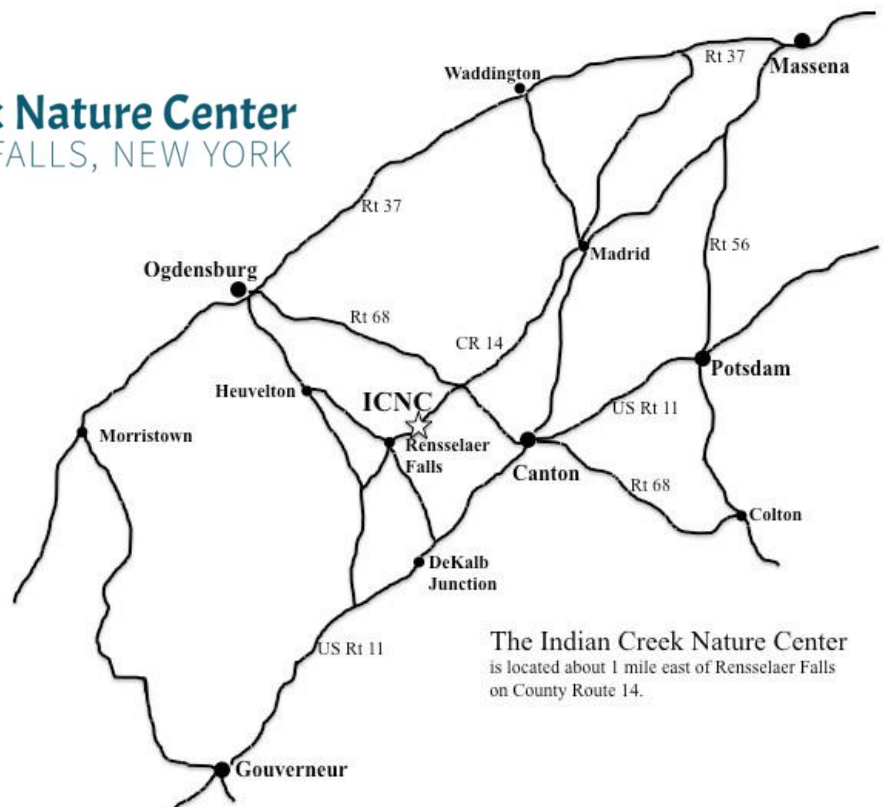 Nature Center
FALLS, NEW YORK
Waddington
Rt 37
Massena
Rt 37
Madrid
Rt 56
Ogdensburg
Rt 68
CR 14
Potsdam
Heuvelton
ICNC
US Rt 11
Morristown
Rensselaer
Falls
Canton
Rt 68
Colton
DeKalb
Junction
The Indian Creek Nature Center
is located about 1 mile east of Rensselaer Falls
on County Route 14.
US Rt 11
Gouverneur